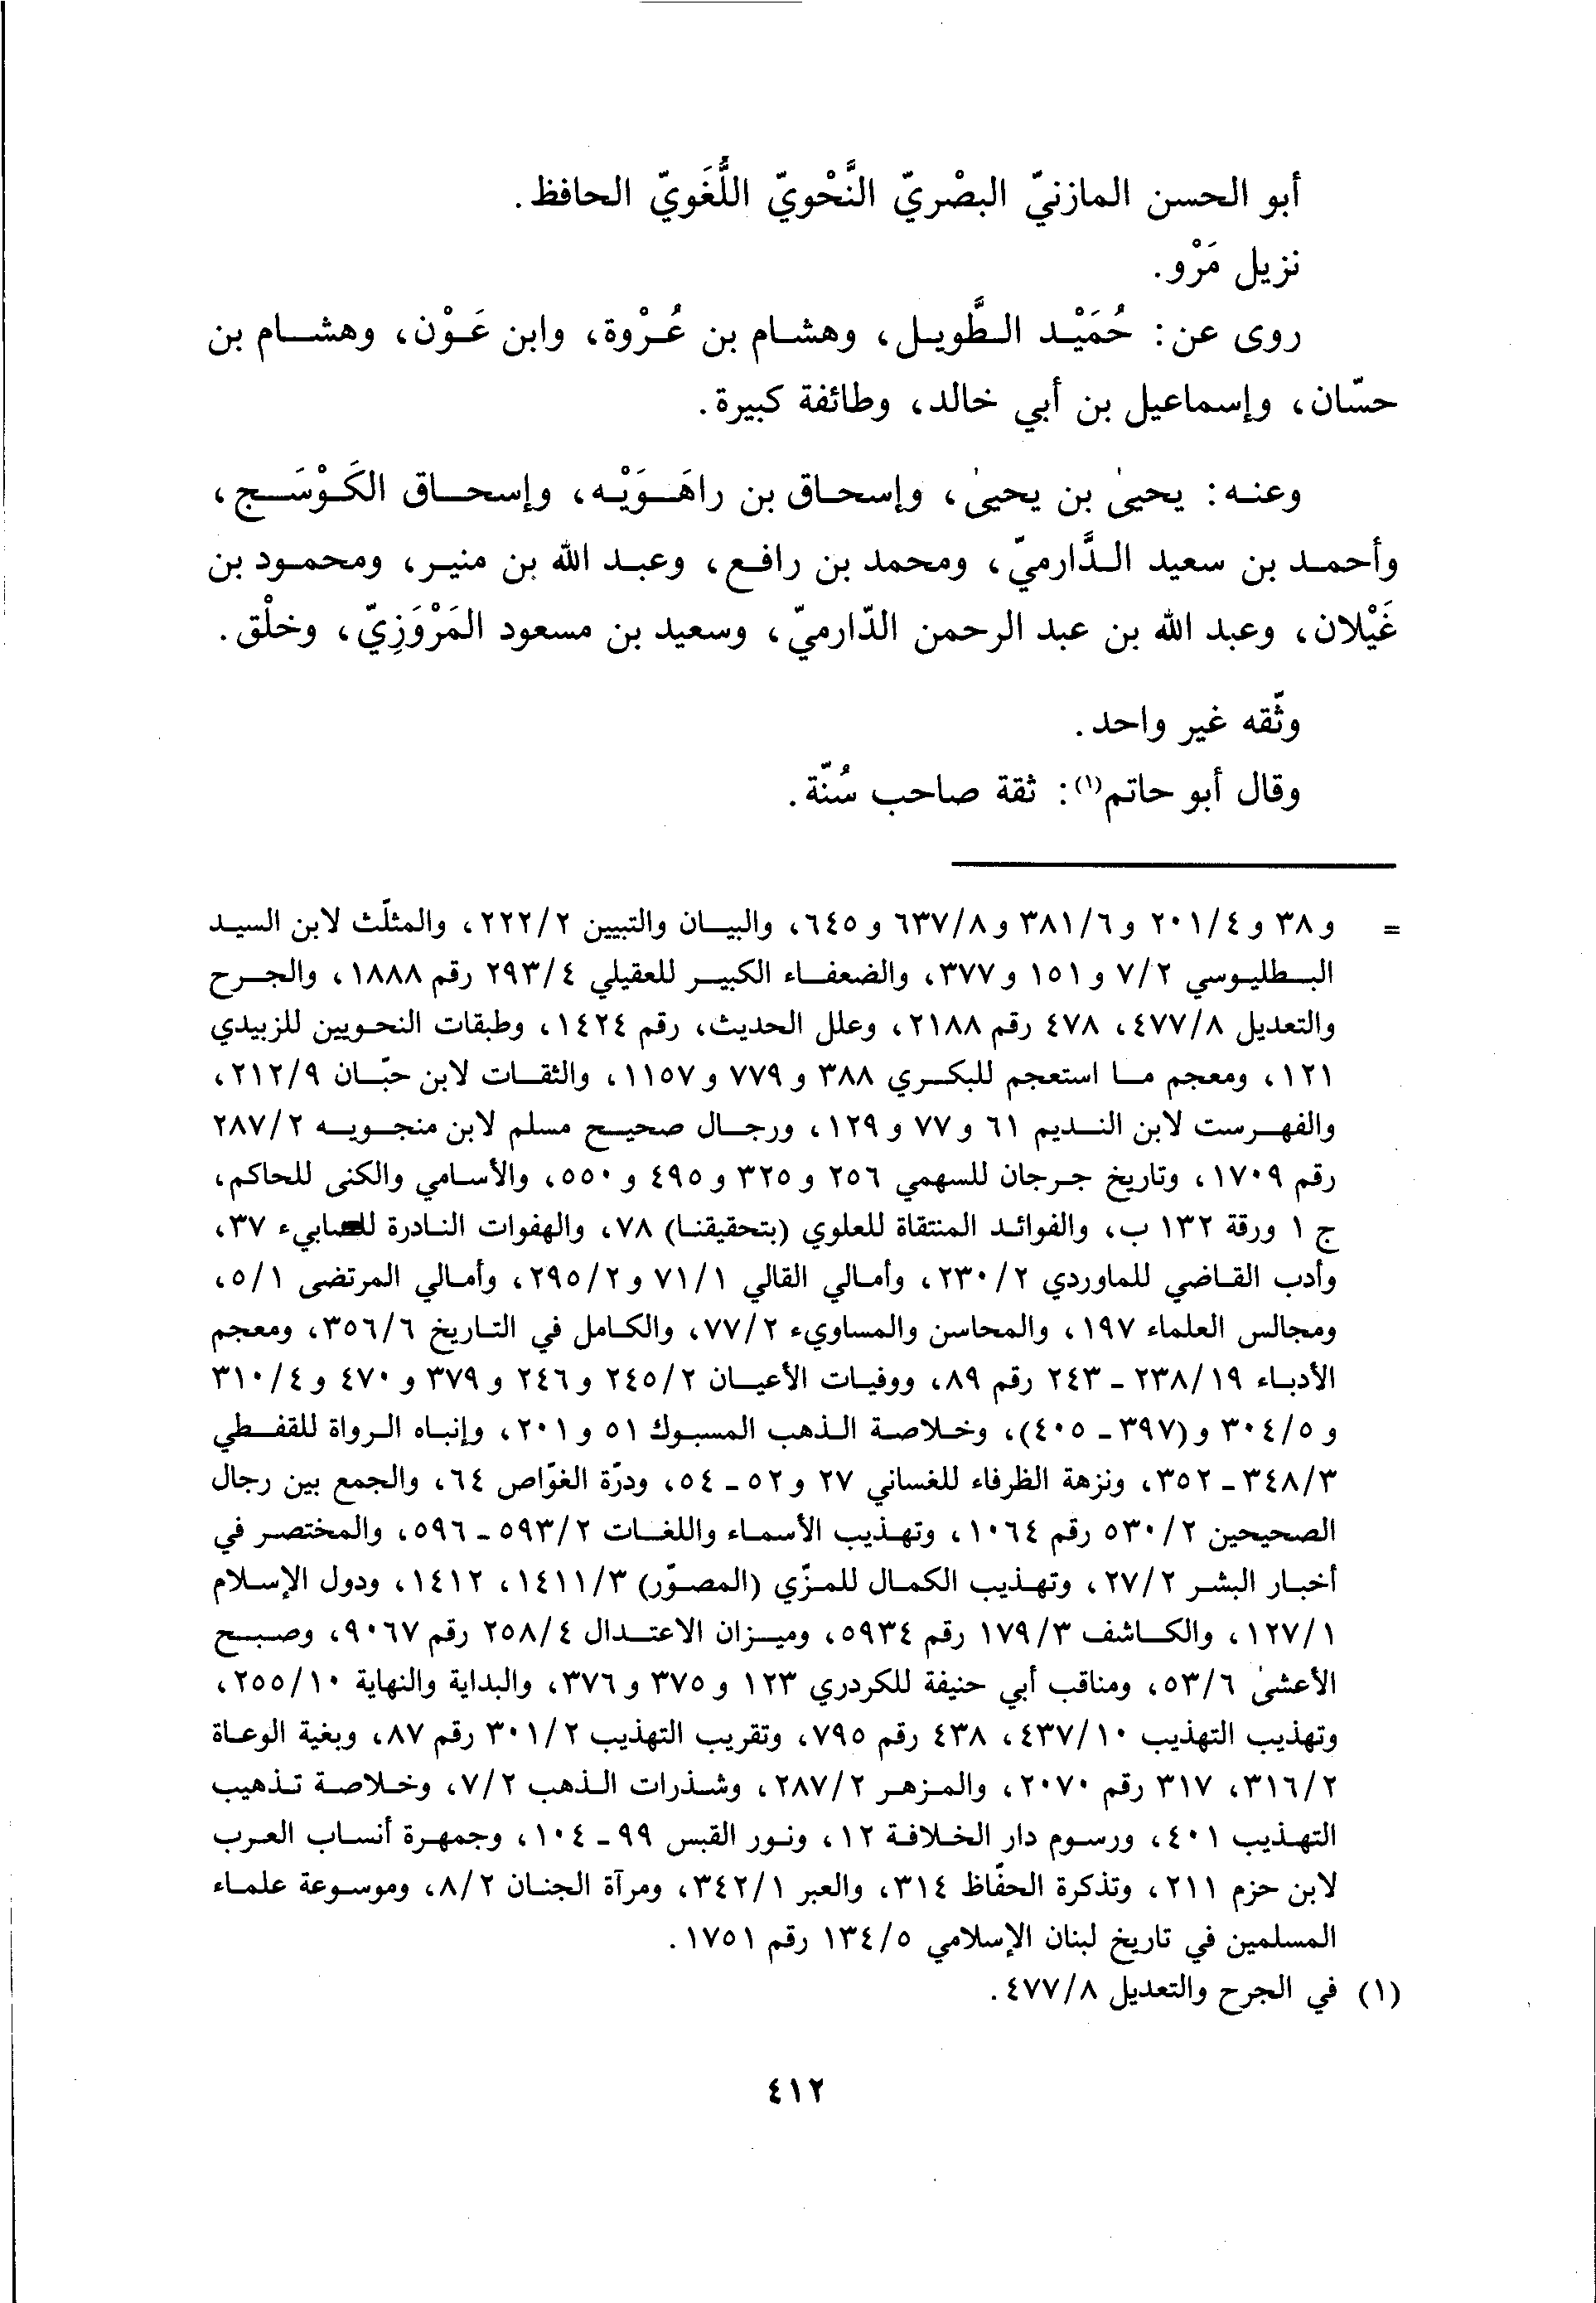 أبو الحسن المازنيّ البصْريّ النَّحْويّ اللُّغَويّ الحافظ.
نزيل مَرْو.
روى عن: حُمَيْد الطَّويل، وهشام بن عُرْوة، وابن عَوْن، وهشام بن
حسّان، وإسماعيل بن أبي خالد، وطائفة كبيرة.
وعنه: يحيىٰ بن يحيىٰ، وإسحاق بن راهَوَيْه، وإسحاق الكَوْسَج،
وأحمد بن سعيد الدَّارميّ، ومحمد بن رافع، وعبد الله بن منير، ومحمود بن
غَيْلان، وعبد الله بن عبد الرحمن الدّارميّ، وسعيد بن مسعود المَرْوَزِيّ، وخلْق.
وثّقه غير واحد.
وقال أبو حاتم(١): ثقة صاحب سُنّة.
= و٣٨ و٢٠١/٤ و٣٨١/٦ و٦٣٧/٨ و٦٤٥، والبيان والتبيين ٢٢٢/٢، والمثلّث لابن السيد
البطليوسي ٧/٢ و١٥١ و٣٧٧، والضعفاء الكبير للعقيلي ٢٩٣/٤ رقم ١٨٨٨، والجرح
والتعديل ٤٧٧/٨، ٤٧٨ رقم ٢١٨٨، وعلل الحديث، رقم ١٤٢٤، وطبقات النحويين للزبيدي
١٢١، ومعجم ما استعجم للبكري ٣٨٨ و٧٧٩ و١١٥٧، والثقات لابن حبّان ٢١٢/٩،
والفهرست لابن النديم ٦١ و٧٧ و١٢٩، ورجال صحيح مسلم لابن منجويه ٢٨٧/٢
رقم ١٧٠٩، وتاريخ جرجان للسهمي ٢٥٦ و٣٢٥ و٤٩٥ و٥٥٠، والأسامي والكنى للحاكم،
ج ١ ورقة ١٣٢ ب، والفوائد المنتقاة للعلوي (بتحقيقنا) ٧٨، والهفوات النادرة للصابيء ٣٧،
وأدب القاضي للماوردي ٢٣٠/٢، وأمالي القالي ٧١/١ و٢٩٥/٢، وأمالي المرتضى ٥/١،
ومجالس العلماء ١٩٧، والمحاسن والمساويء ٧٧/٢، والكامل في التاريخ ٣٥٦/٦، ومعجم
الأدباء ٢٣٨/١٩ - ٢٤٣ رقم ٨٩، ووفيات الأعيان ٢٤٥/٢ و٢٤٦ و٣٧٩ و٤٧٠ و٣١٠/٤
و٣٠٤/٥ و(٣٩٧ - ٤٠٥)، وخلاصة الذهب المسبوك ٥١ و٢٠١، وإنباه الرواة للقفطي
٣٤٨/٣ - ٣٥٢، ونزهة الظرفاء للغساني ٢٧ و٥٢ - ٥٤، ودرّة الغوّاص ٦٤، والجمع بين رجال
الصحيحين ٥٣٠/٢ رقم ١٠٦٤، وتهذيب الأسماء واللغات ٥٩٣/٢ - ٥٩٦، والمختصر في
أخبار البشر ٢٧/٢، وتهذيب الكمال للمزّي (المصوّر) ١٤١١/٣، ١٤١٢، ودول الإسلام
١٢٧/١، والكاشف ١٧٩/٣ رقم ٥٩٣٤، وميزان الاعتدال ٢٥٨/٤ رقم ٩٠٦٧، وصبح
الأعشىٰ ٥٣/٦، ومناقب أبي حنيفة للكردري ١٢٣ و٣٧٥ و٣٧٦، والبداية والنهاية ٢٥٥/١٠،
وتهذيب التهذيب ٤٣٧/١٠، ٤٣٨ رقم ٧٩٥، وتقريب التهذيب ٣٠١/٢ رقم ٨٧، وبغية الوعاة
٣١٦/٢، ٣١٧ رقم ٢٠٧٠، والمزهر ٢٨٧/٢، وشذرات الذهب ٧/٢، وخلاصة تذهيب
التهذيب ٤٠١، ورسوم دار الخلافة ١٢، ونور القبس ٩٩ - ١٠٤، وجمهرة أنساب العرب
لابن حزم ٢١١، وتذكرة الحفّاظ ٣١٤، والعبر ٣٤٢/١، ومرآة الجنان ٨/٢، وموسوعة علماء
المسلمين في تاريخ لبنان الإسلامي ١٣٤/٥ رقم ١٧٥١.
(١) في الجرح والتعديل ٤٧٧/٨.
٤١٢